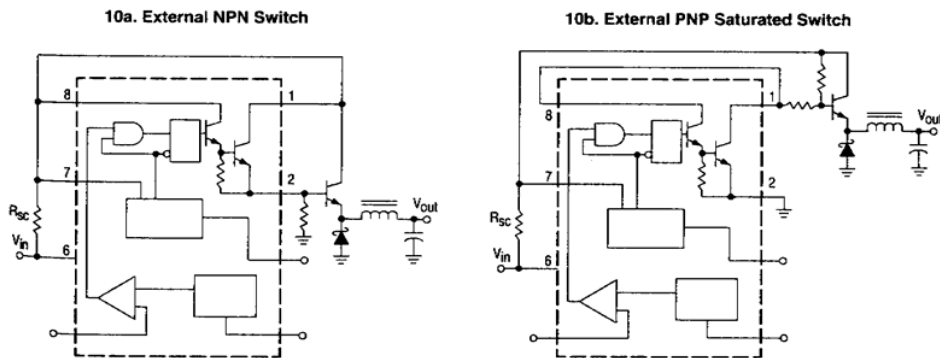 10a. External NPN Switch
8
1
7
2
Rsc
Vin
6
Vout
10b. External PNP Saturated Switch
1
8
Vout
7
2
Rsc
Vin
6